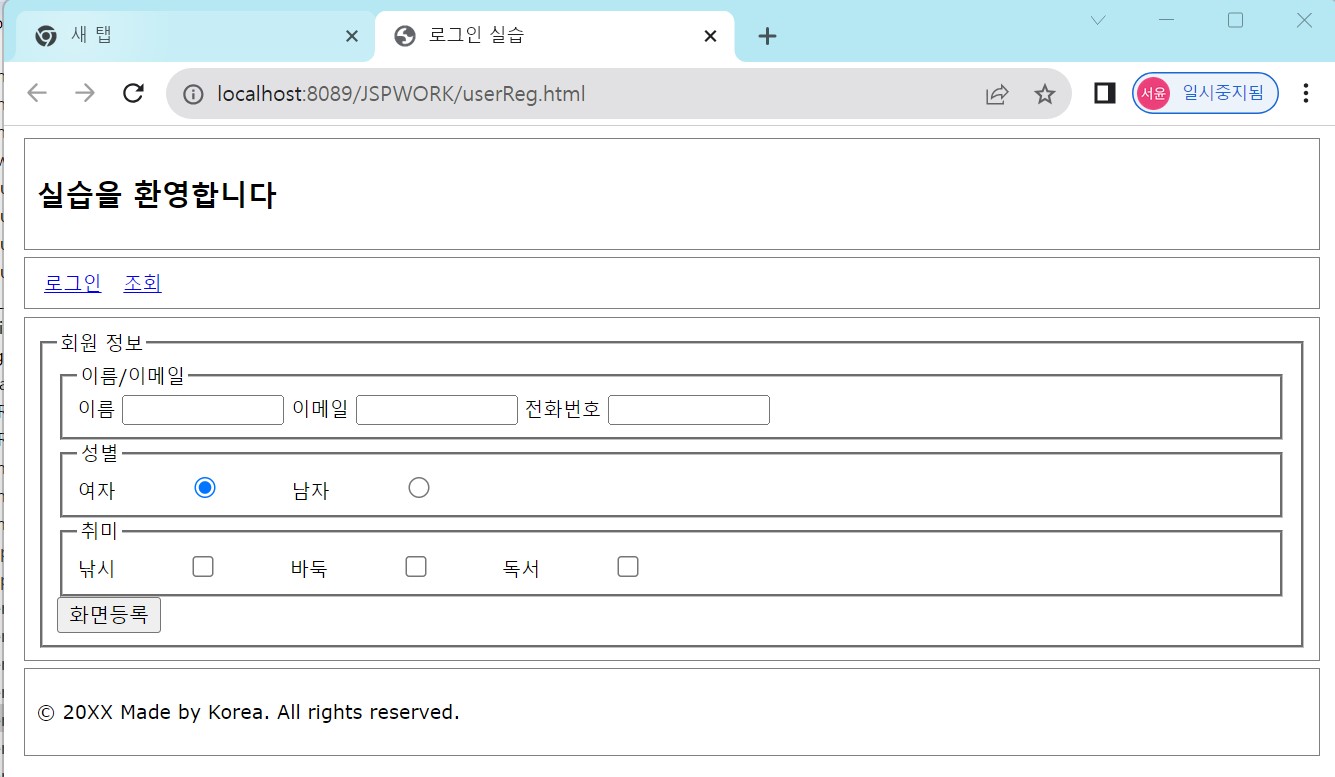 새 탭
로그인 실습
localhost:8089/JSPWORK/userReg.html
서윤 일시중지됨
실습을 환영합니다
로그인 조회
회원 정보
이름/이메일
이름 이메일 전화번호
성별
여자 남자
취미
낚시 바둑 독서
화면등록
© 20XX Made by Korea. All rights reserved.